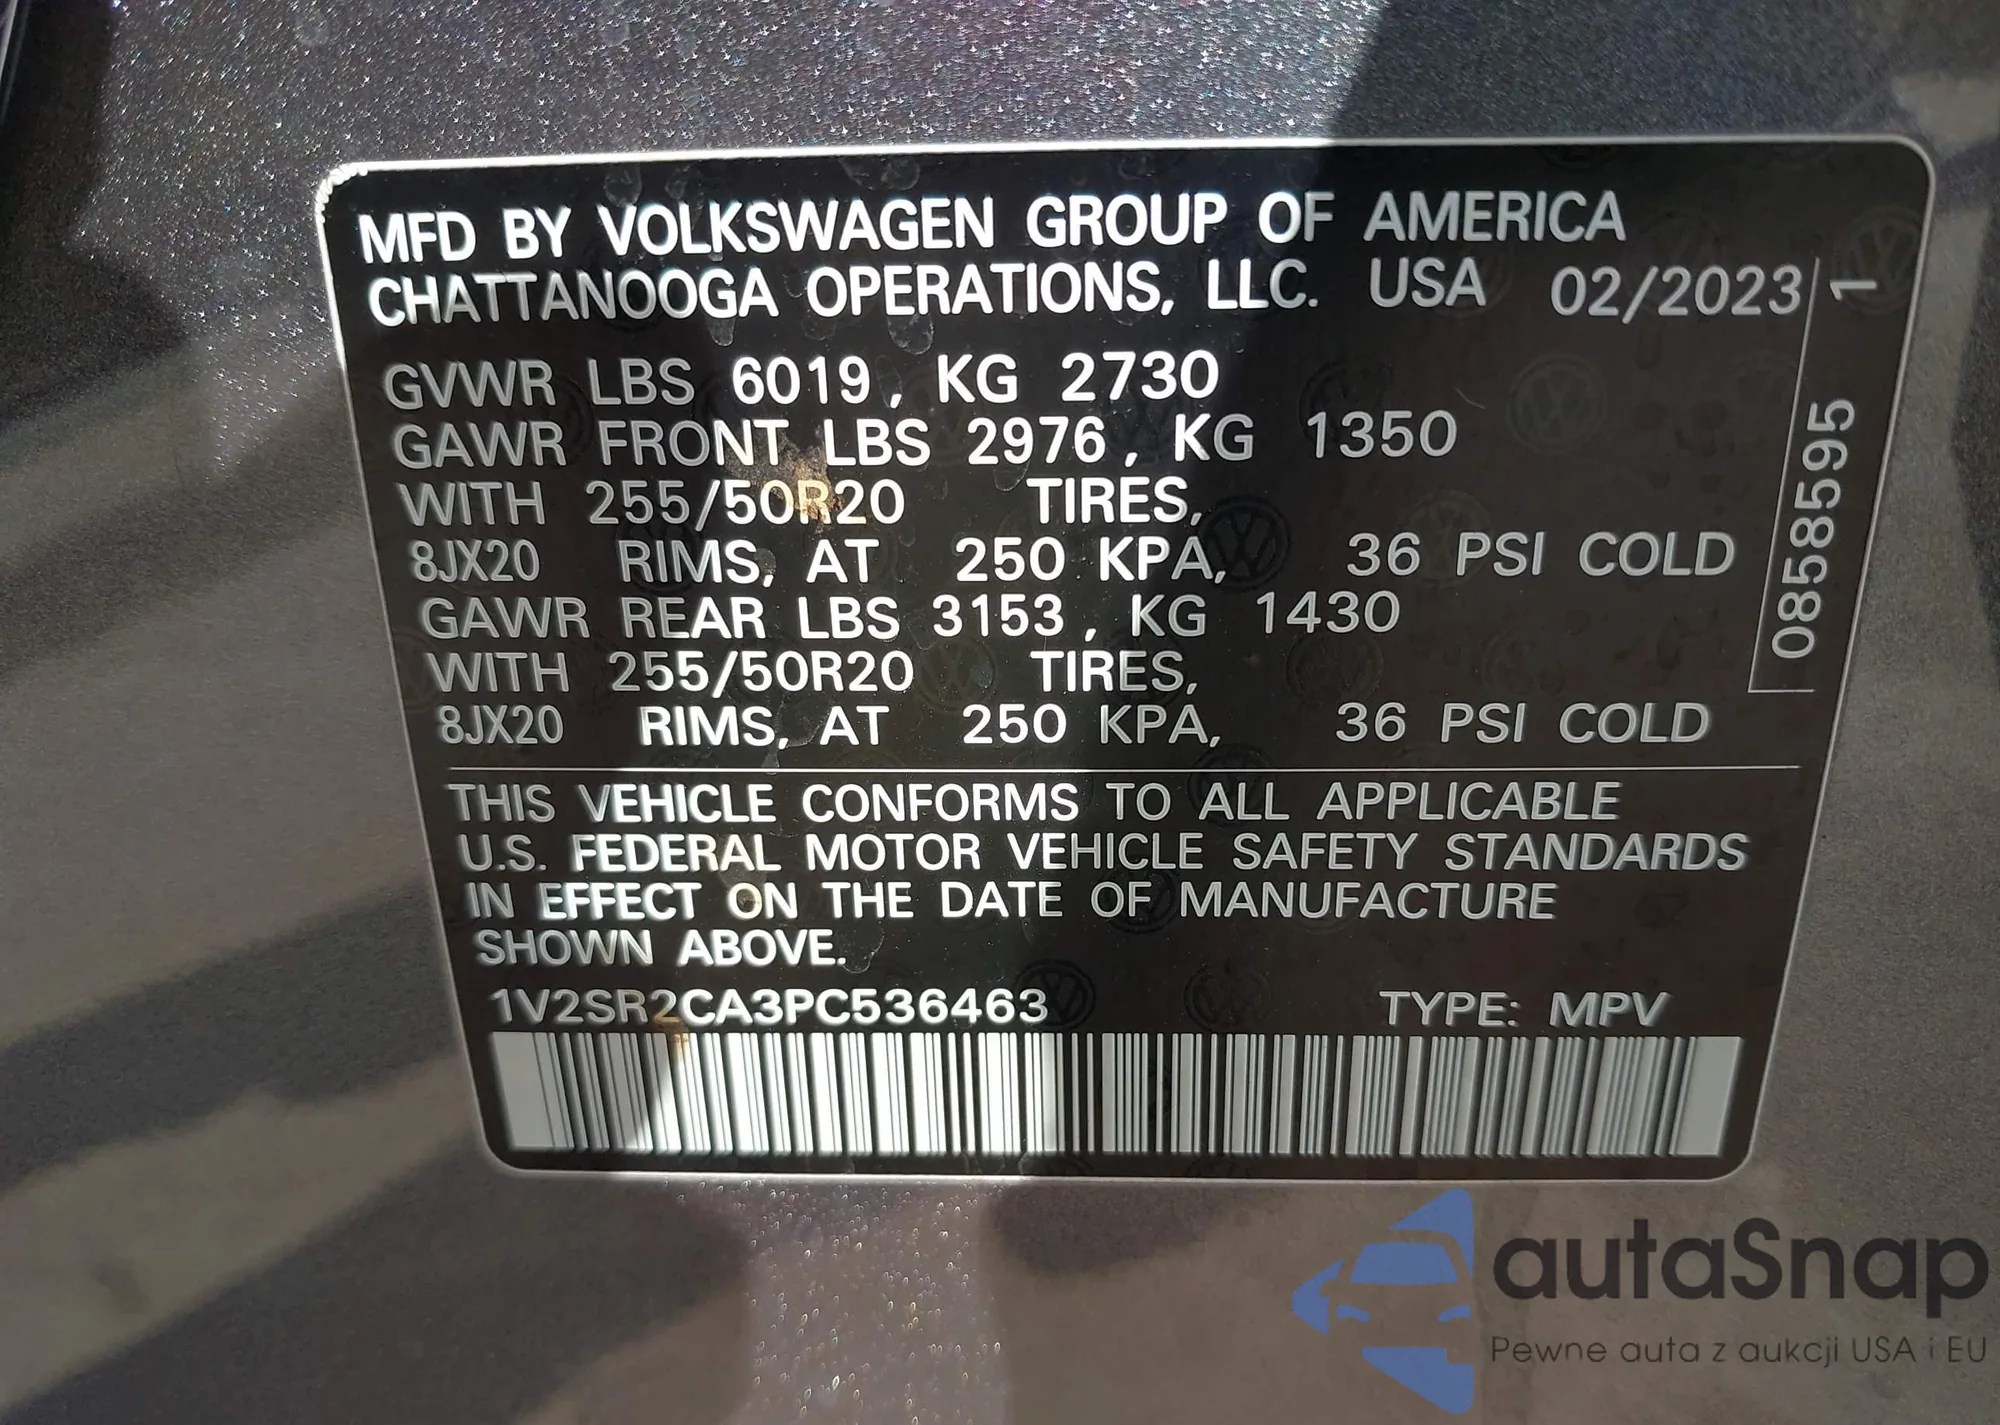 MFD BY VOLKSWAGEN GROUP OF AMERICA
CHATTANOOGA OPERATIONS, LLC. USA 02/2023
GVWR LBS 6019, KG 2730
GAWR FRONT LBS 2976, KG 1350
WITH 255/50R20 TIRES,
8JX20 RIMS, AT 250 KPA, 36 PSI COLD
GAWR REAR LBS 3153, KG 1430
WITH 255/50R20 TIRES,
8JX20 RIMS, AT 250 KPA, 36 PSI COLD
0858595 1
THIS VEHICLE CONFORMS TO ALL APPLICABLE
U.S. FEDERAL MOTOR VEHICLE SAFETY STANDARDS
IN EFFECT ON THE DATE OF MANUFACTURE
SHOWN ABOVE.
1V2SR2CA3PC536463 TYPE: MPV
autaSnap
Pewne auta z aukcji USA i EU